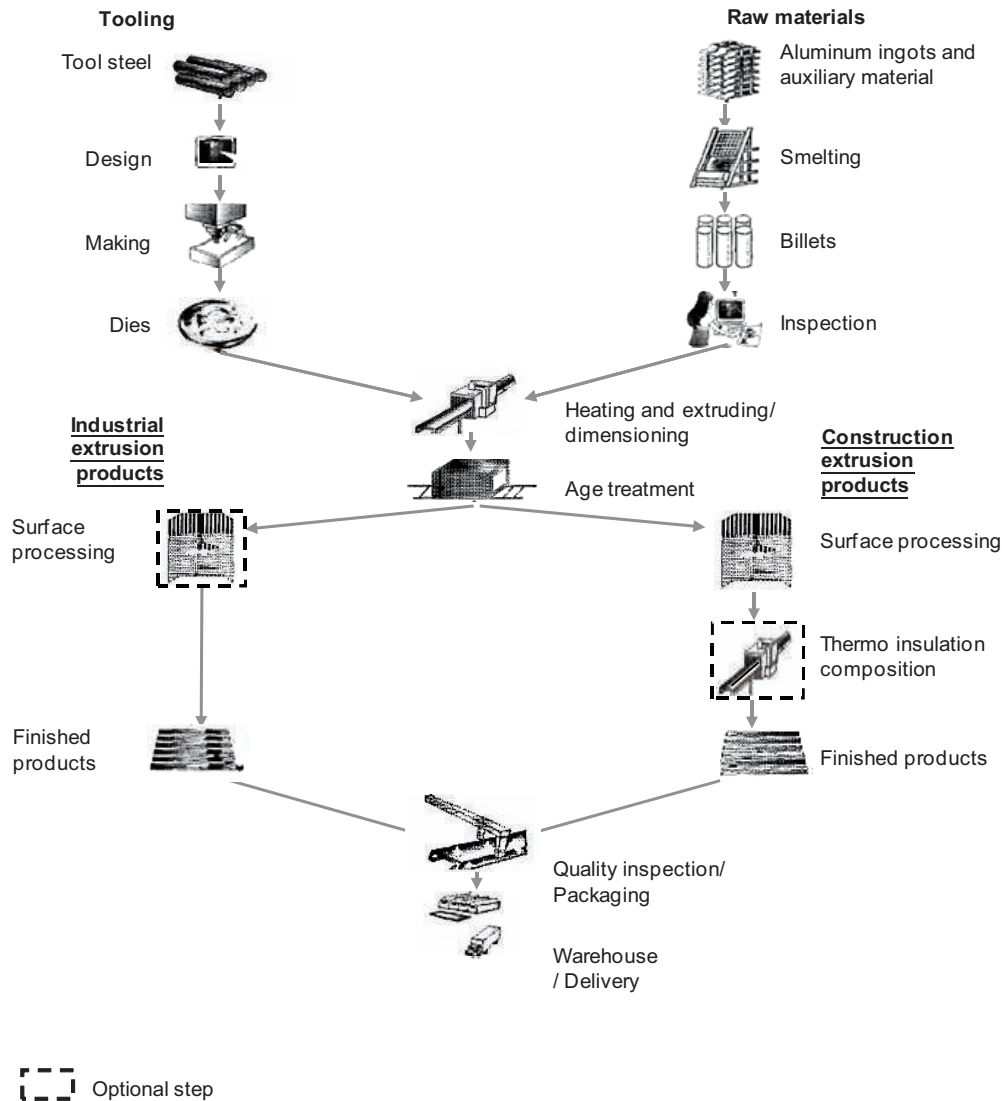 Tooling
Raw materials
Tool steel
Aluminum ingots and
auxiliary material
Design
Smelting
Making
Billets
Dies
Inspection
Heating and extruding/
dimensioning
Industrial
extrusion
products
Construction
extrusion
products
Age treatment
Surface
processing
Surface processing
Thermo insulation
composition
Finished
products
Finished products
Quality inspection/
Packaging
Warehouse
/ Delivery
Optional step